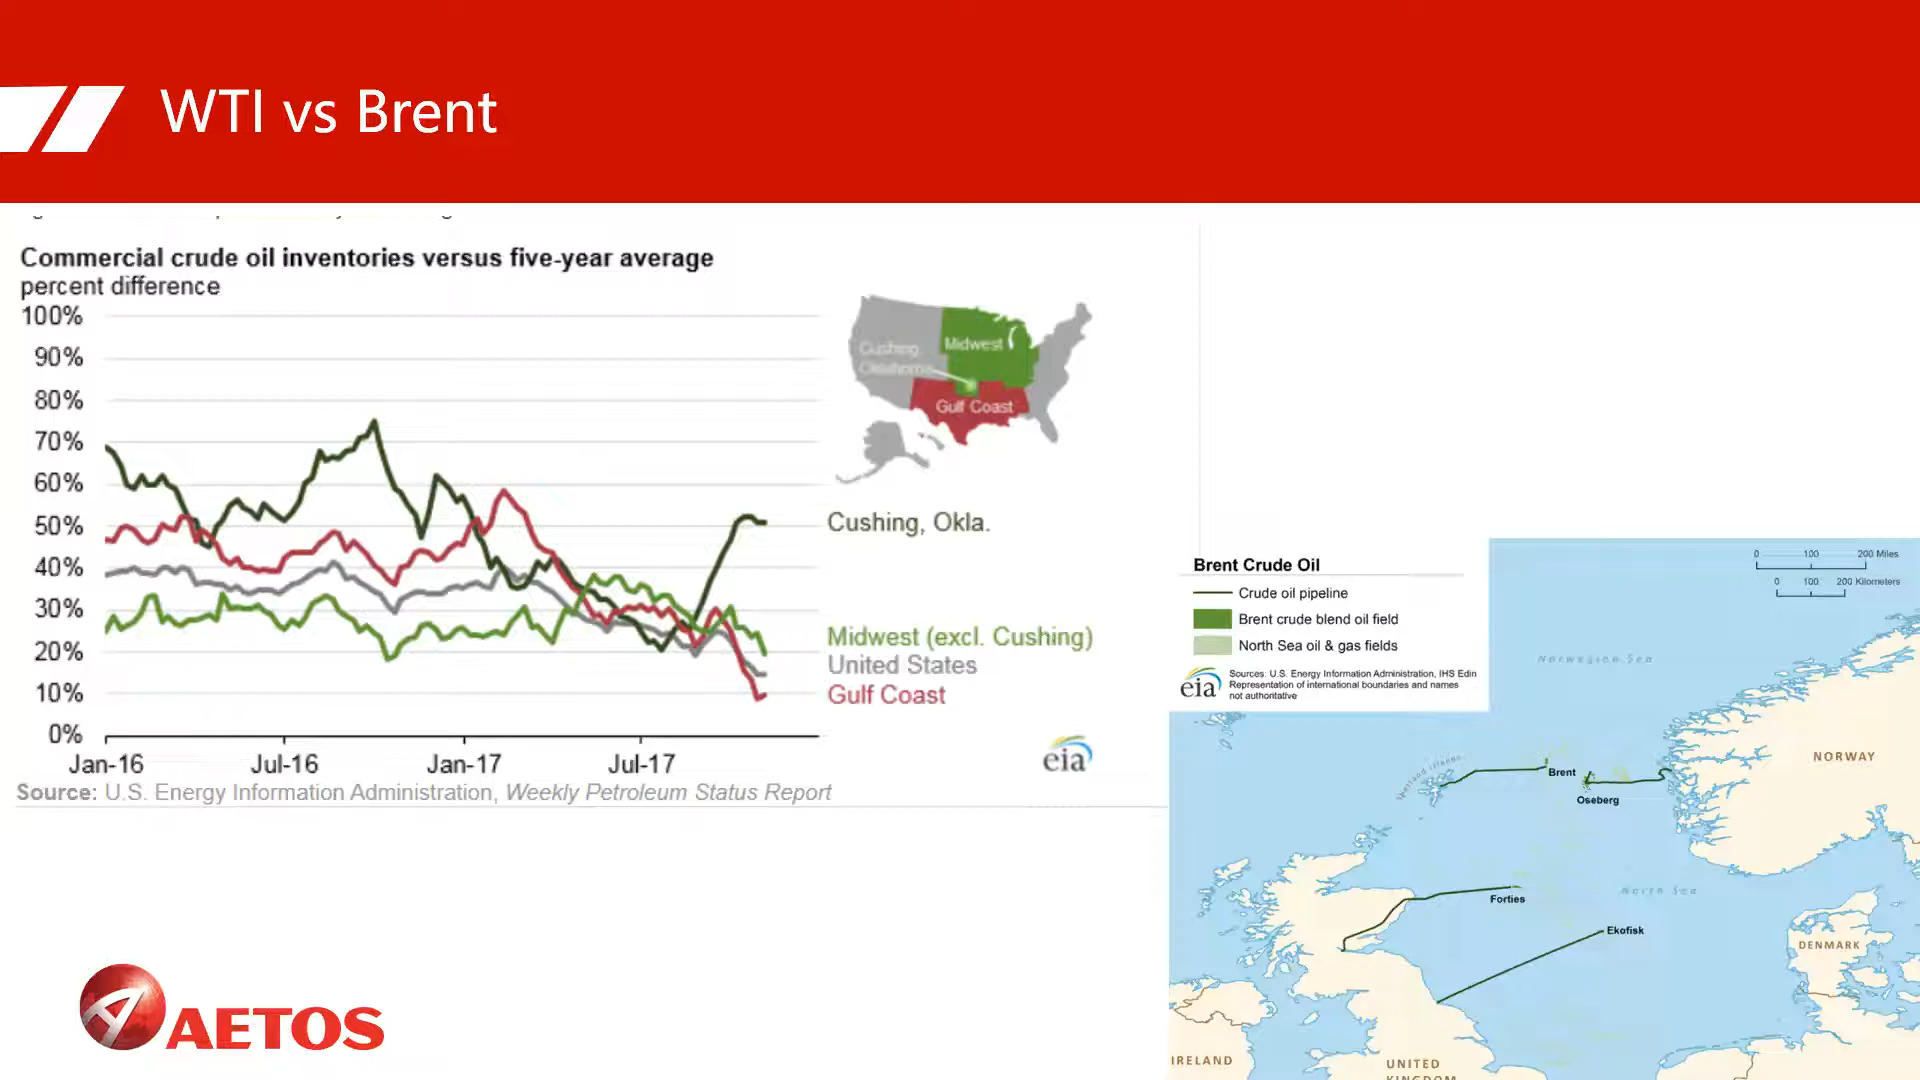 WTI vs Brent
Commercial crude oil inventories versus five-year average
percent difference
100%
90%
80%
70%
60%
50%
40%
30%
20%
10%
0%
Jan-16
Jul-16
Jan-17
Jul-17
Cushing, Oklahoma
Midwest
Gulf Coast
Cushing, Okla.
Midwest (excl. Cushing)
United States
Gulf Coast
eia
Source: U.S. Energy Information Administration, Weekly Petroleum Status Report
Brent Crude Oil
Crude oil pipeline
Brent crude blend oil field
North Sea oil & gas fields
eia
Sources: U.S. Energy Information Administration, IHS Edin
Representation of international boundaries and names
not authoritative
0 100 200 Miles
0 100 200 Kilometers
Norwegian Sea
NORWAY
Shetland Islands
Brent
Oseberg
North Sea
Forties
Ekofisk
DENMARK
IRELAND
UNITED
KINGDOM
AETOS